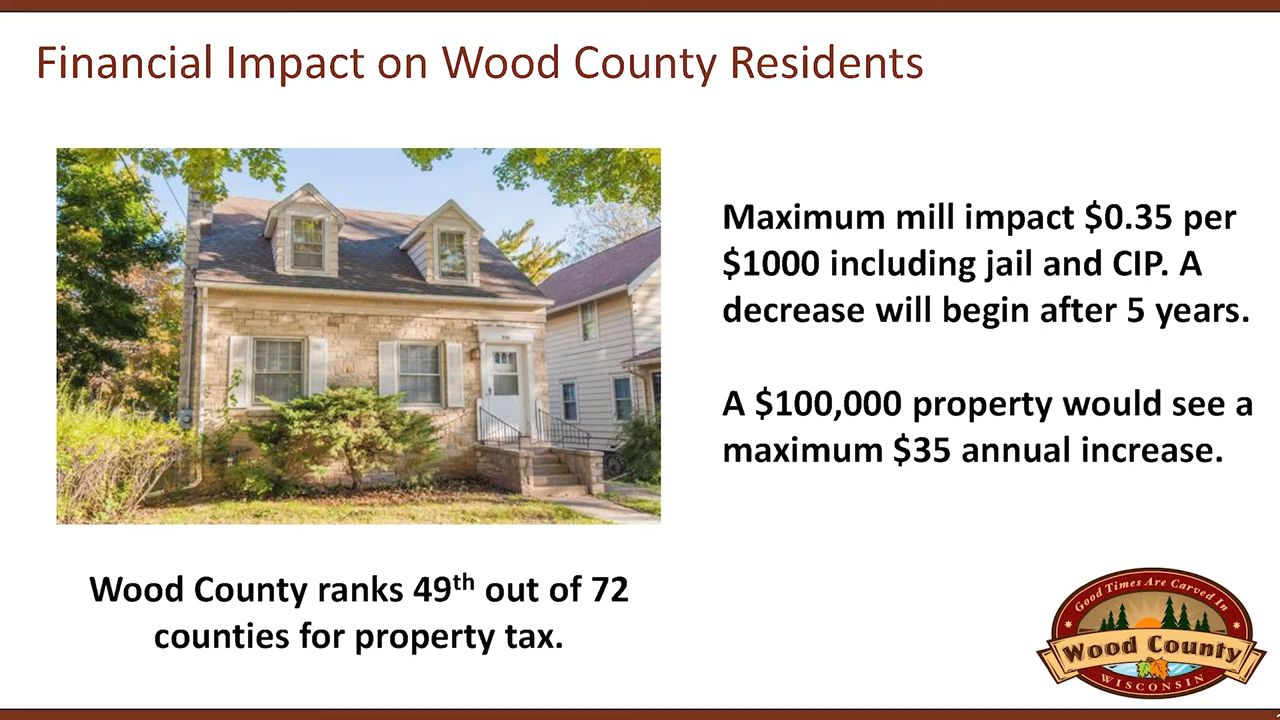 Financial Impact on Wood County Residents
Maximum mill impact $0.35 per
$1000 including jail and CIP. A
decrease will begin after 5 years.
A $100,000 property would see a
maximum $35 annual increase.
Wood County ranks 49th out of 72
counties for property tax.
Good Times Are Carved In
Wood County
WISCONSIN